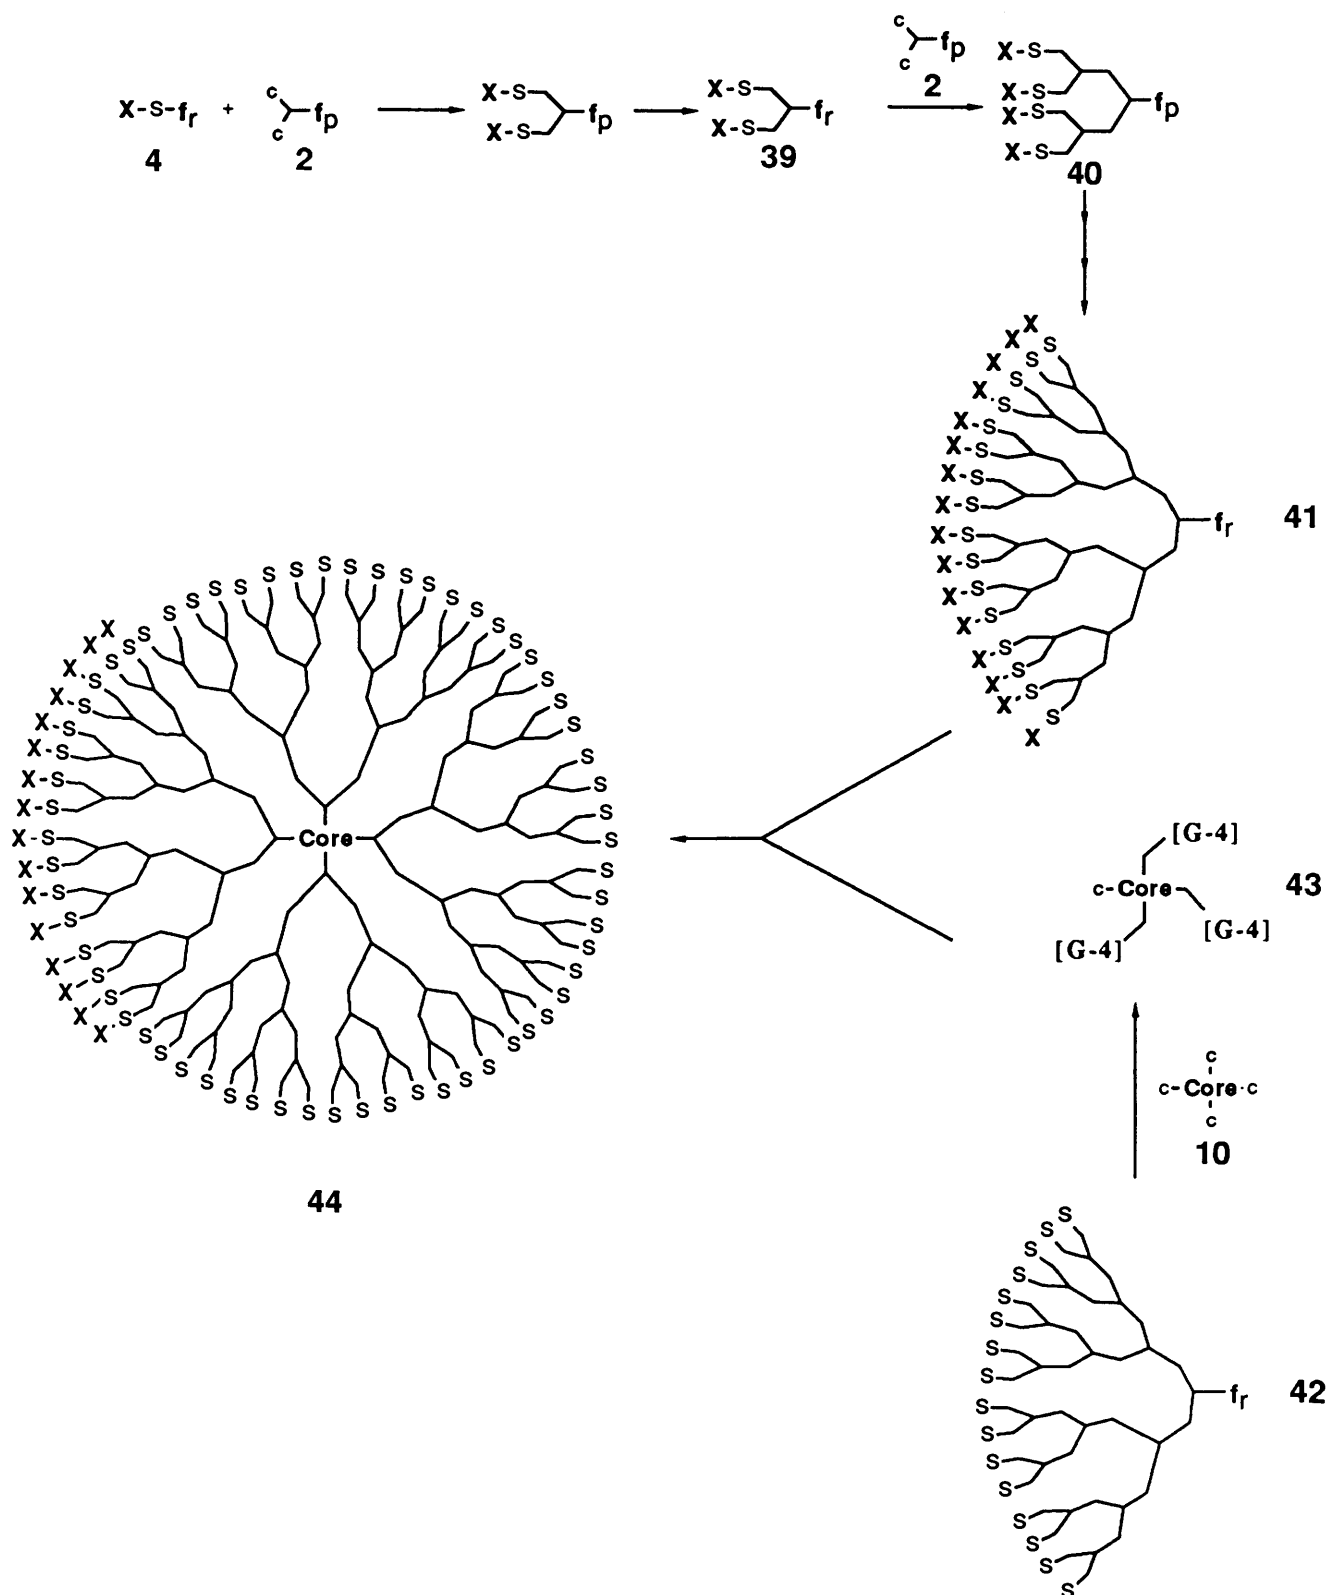 X-S-fr + c c fp X-S X-S fp X-S X-S fr c c fp X-S X-S X-S X-S fp
4 2 39 2 40
X X X X-S X-S X-S X-S X-S X-S X-S X-S X-S X-S X-S X-S X
S S S S
fr 41
S S S S S S S S S S S S S S S S
X X X-S X-S X-S X-S X-S X-S X-S X-S X-S X-S X-S X-S X-S X-S
Core
44
[G-4]
c-Core 43
[G-4]
[G-4]
c
c-Core-c
c
10
S S S S S S S S S S S S S S S S
fr 42